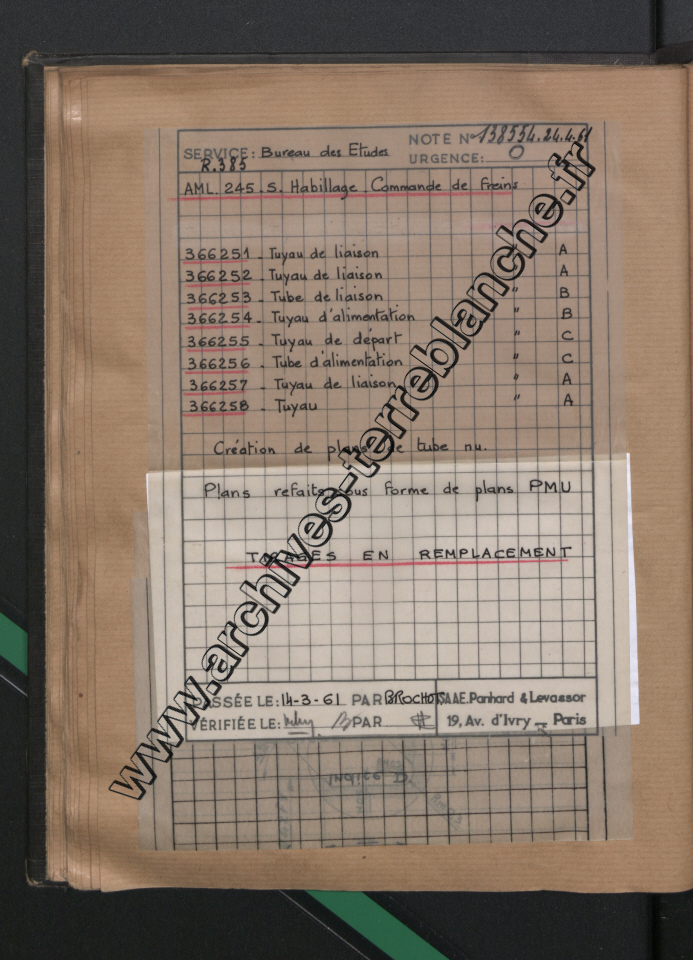 NOTE N° 138554. 24.4.61
SERVICE: Bureau des Etudes
URGENCE: O
R.385
AML. 245. S. Habillage Commande de Freins
366251 - Tuyau de liaison " A
366252 - Tuyau de liaison " A
366253 - Tube de liaison " B
366254 - Tuyau d'alimentation " B
366255 - Tuyau de départ " C
366256 - Tube d'alimentation " C
366257 - Tuyau de liaison " A
366258 - Tuyau " A
Création de plans de tube nu.
Plans refaits sous forme de plans PMU
TIRAGES EN REMPLACEMENT
PASSÉE LE: 14-3-61 PAR BROCHOT
S.A.A.E. Panhard & Levassor
VÉRIFIÉE LE: PAR
19, Av. d'Ivry - Paris
Indice D
www.archives-terreblanche.fr